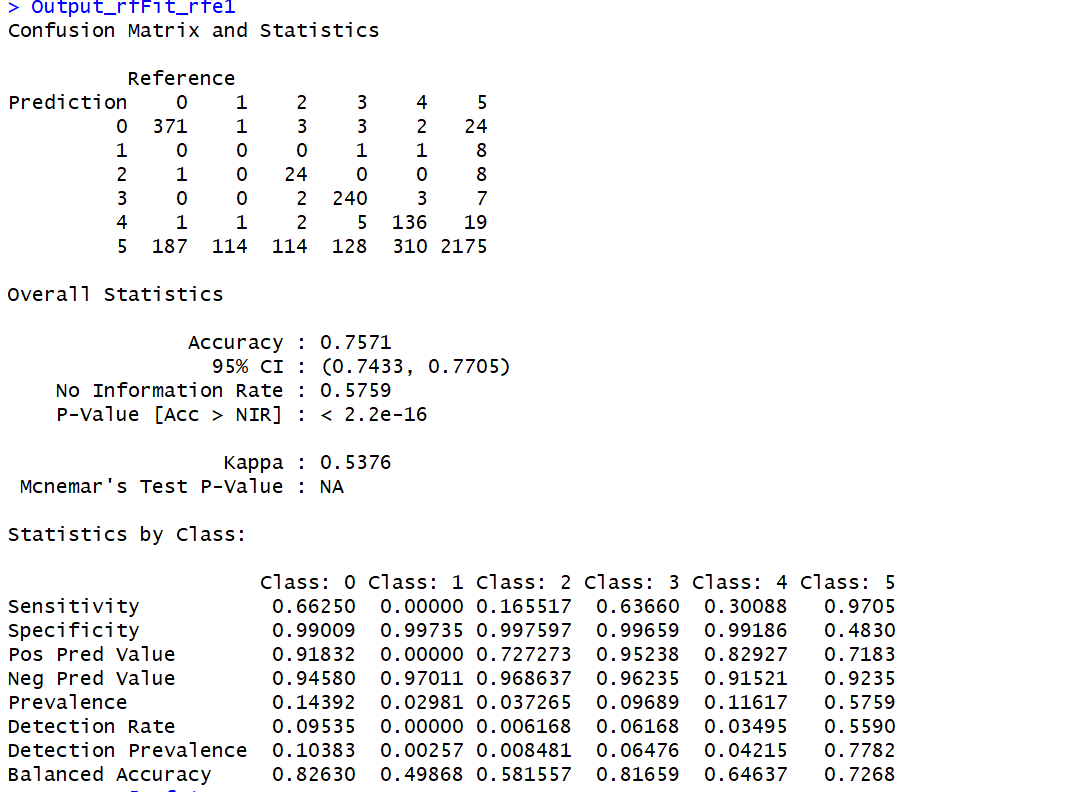 > Output_rfFit_rfe1
Confusion Matrix and Statistics
Reference
Prediction 0 1 2 3 4 5
0 371 1 3 3 2 24
1 0 0 0 1 1 8
2 1 0 24 0 0 8
3 0 0 2 240 3 7
4 1 1 2 5 136 19
5 187 114 114 128 310 2175
Overall Statistics
Accuracy : 0.7571
95% CI : (0.7433, 0.7705)
No Information Rate : 0.5759
P-Value [Acc > NIR] : < 2.2e-16
Kappa : 0.5376
Mcnemar's Test P-Value : NA
Statistics by Class:
Class: 0 Class: 1 Class: 2 Class: 3 Class: 4 Class: 5
Sensitivity 0.66250 0.00000 0.165517 0.63660 0.30088 0.9705
Specificity 0.99009 0.99735 0.997597 0.99659 0.99186 0.4830
Pos Pred Value 0.91832 0.00000 0.727273 0.95238 0.82927 0.7183
Neg Pred Value 0.94580 0.97011 0.968637 0.96235 0.91521 0.9235
Prevalence 0.14392 0.02981 0.037265 0.09689 0.11617 0.5759
Detection Rate 0.09535 0.00000 0.006168 0.06168 0.03495 0.5590
Detection Prevalence 0.10383 0.00257 0.008481 0.06476 0.04215 0.7782
Balanced Accuracy 0.82630 0.49868 0.581557 0.81659 0.64637 0.7268